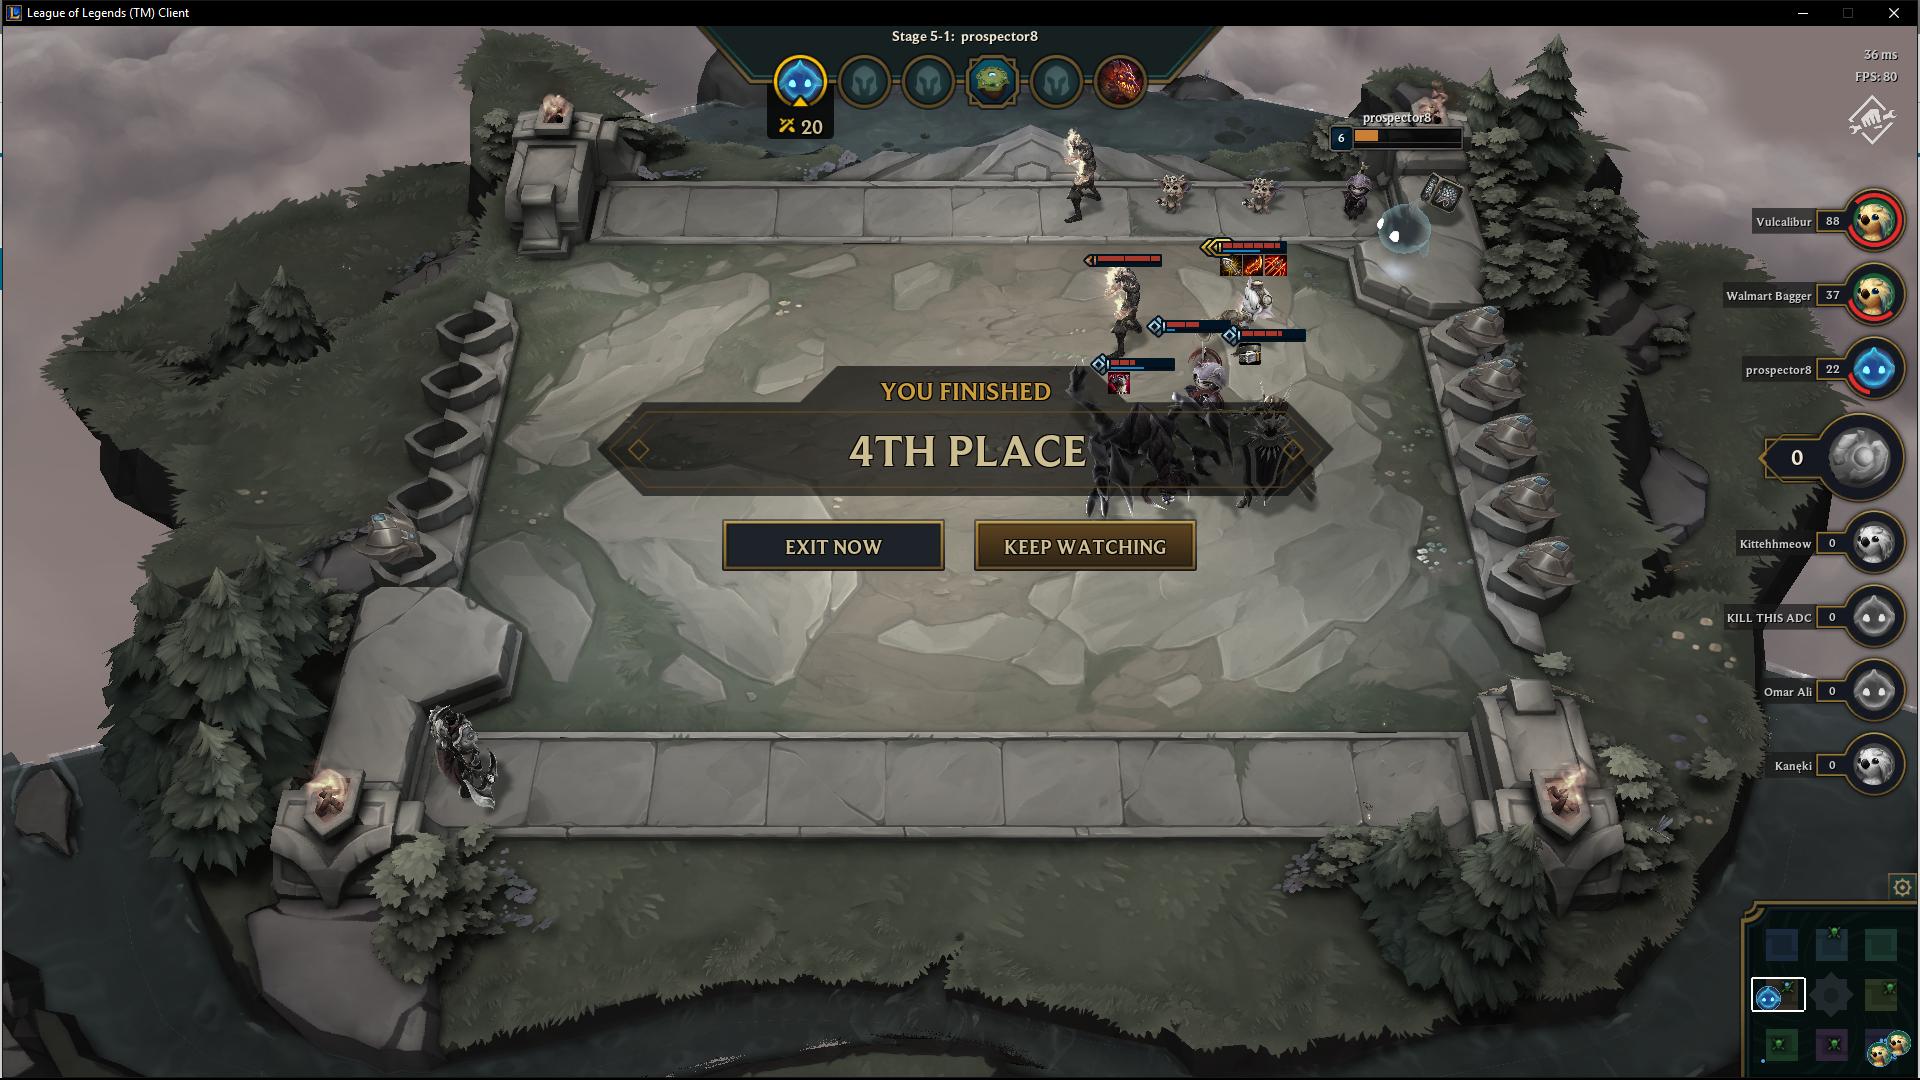 League of Legends (TM) Client
Stage 5-1: prospector8
36 ms
FPS: 80
20
prospector8
6
Vulcalibur 88
Walmart Bagger 37
prospector8 22
YOU FINISHED
4TH PLACE
0
EXIT NOW
KEEP WATCHING
Kittehhmeow 0
KILL THIS ADC 0
Omar Ali 0
Kanęki 0